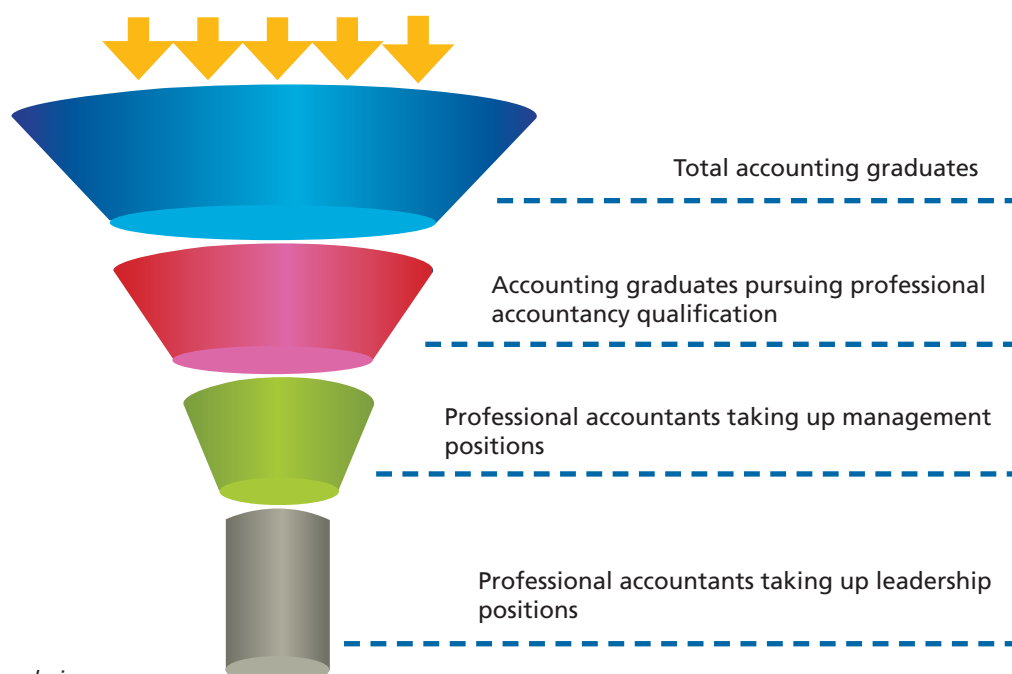 Total accounting graduates
Accounting graduates pursuing professional
accountancy qualification
Professional accountants taking up management
positions
Professional accountants taking up leadership
positions